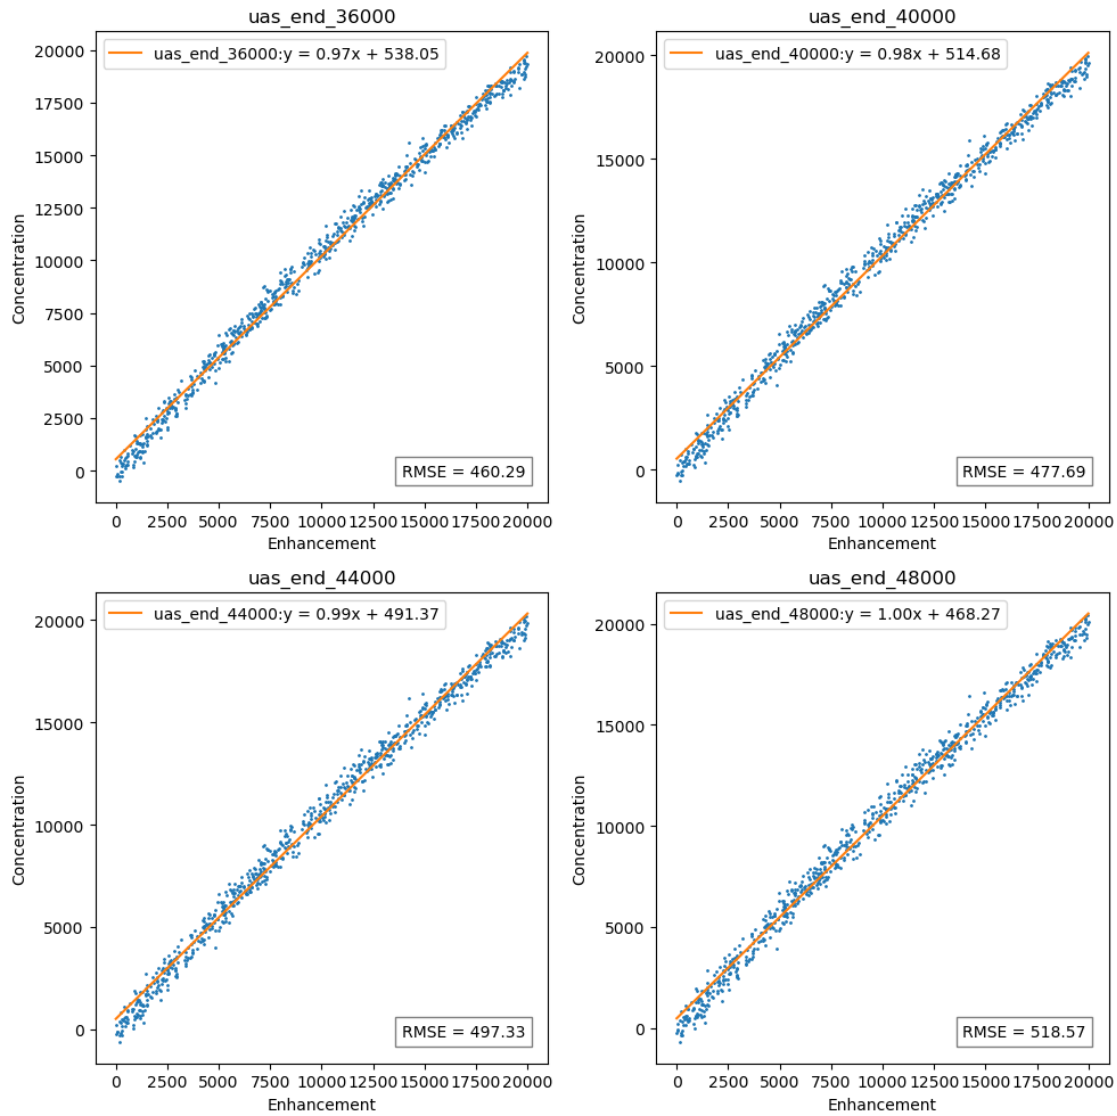 uas_end_36000
uas_end_36000:y = 0.97x + 538.05
20000
17500
15000
12500
10000
7500
5000
2500
0
Concentration
RMSE = 460.29
0 2500 5000 7500 10000 12500 15000 17500 20000
Enhancement
uas_end_40000
uas_end_40000:y = 0.98x + 514.68
20000
15000
10000
5000
0
Concentration
RMSE = 477.69
0 2500 5000 7500 10000 12500 15000 17500 20000
Enhancement
uas_end_44000
uas_end_44000:y = 0.99x + 491.37
20000
15000
10000
5000
0
Concentration
RMSE = 497.33
0 2500 5000 7500 10000 12500 15000 17500 20000
Enhancement
uas_end_48000
uas_end_48000:y = 1.00x + 468.27
20000
15000
10000
5000
0
Concentration
RMSE = 518.57
0 2500 5000 7500 10000 12500 15000 17500 20000
Enhancement